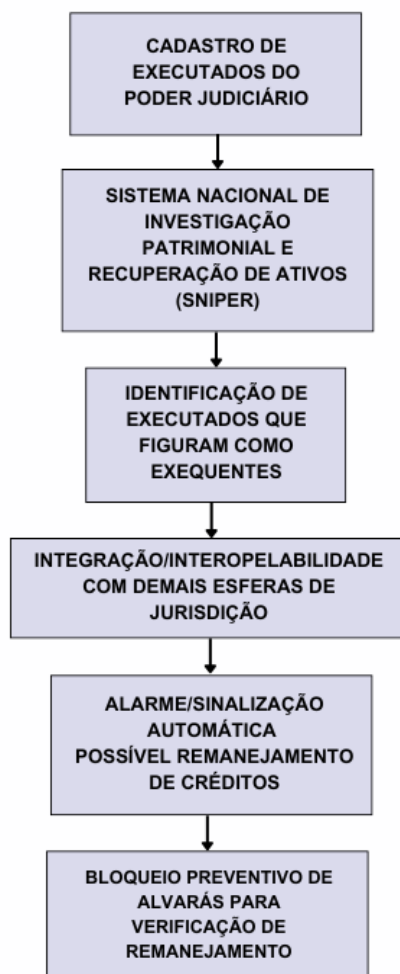 CADASTRO DE
EXECUTADOS DO
PODER JUDICIÁRIO
SISTEMA NACIONAL DE
INVESTIGAÇÃO
PATRIMONIAL E
RECUPERAÇÃO DE ATIVOS
(SNIPER)
IDENTIFICAÇÃO DE
EXECUTADOS QUE
FIGURAM COMO
EXEQUENTES
INTEGRAÇÃO/INTEROPELABILIDADE
COM DEMAIS ESFERAS DE
JURISDIÇÃO
ALARME/SINALIZAÇÃO
AUTOMÁTICA
POSSÍVEL REMANEJAMENTO
DE CRÉDITOS
BLOQUEIO PREVENTIVO DE
ALVARÁS PARA
VERIFICAÇÃO DE
REMANEJAMENTO